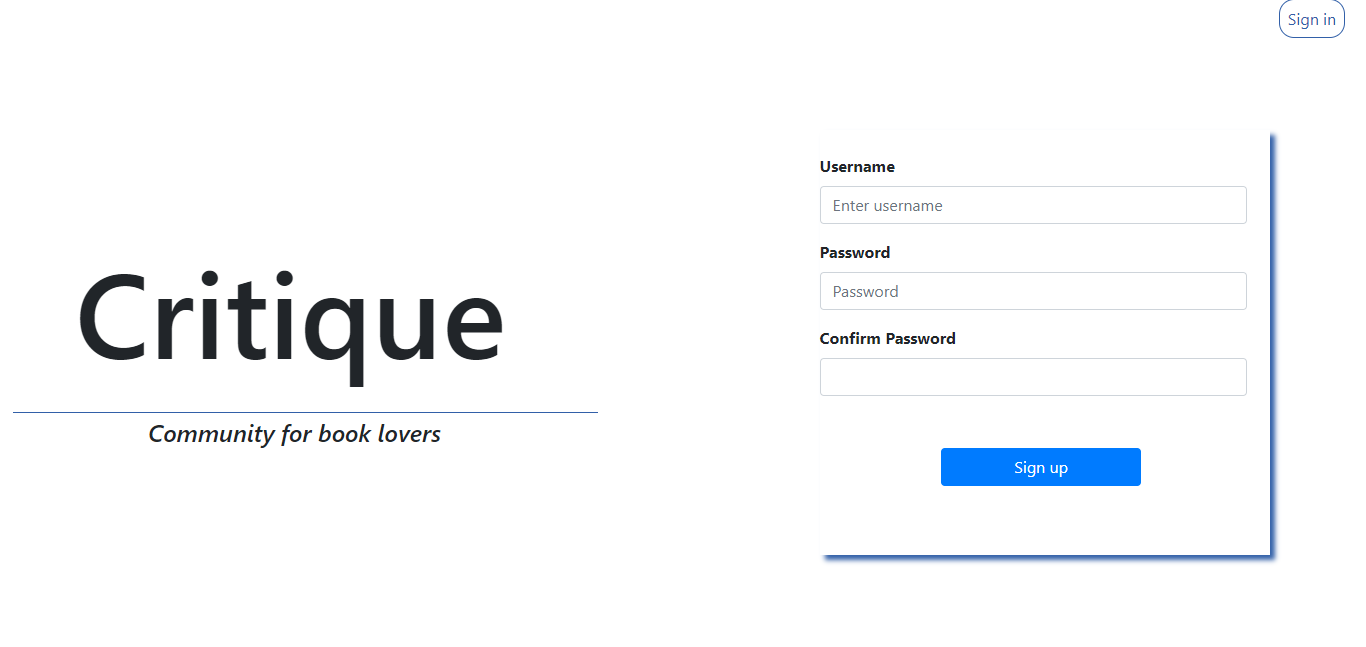 Sign in
Critique
Community for book lovers
Username
Enter username
Password
Password
Confirm Password
Sign up